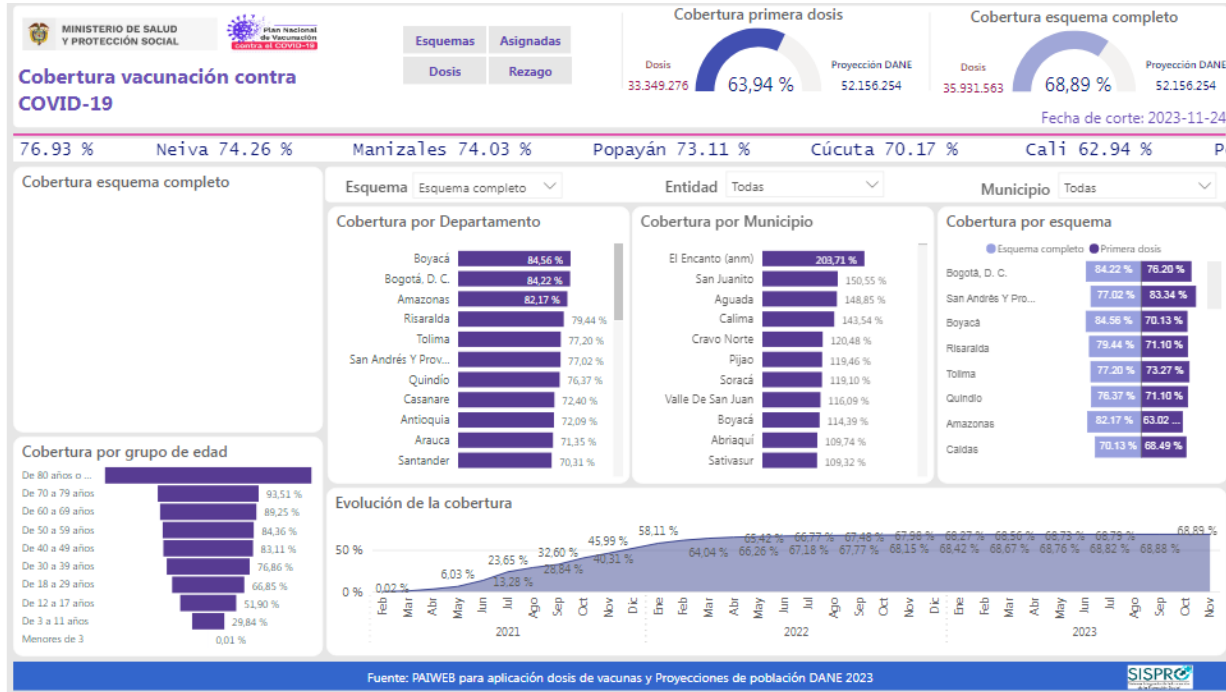 MINISTERIO DE SALUD
Y PROTECCIÓN SOCIAL
Plan Nacional
de Vacunación
contra el COVID-19
Cobertura vacunación contra
COVID-19
Esquemas
Asignadas
Dosis
Rezago
Cobertura primera dosis
Dosis
33.349.276
63,94 %
Proyección DANE
52.156.254
Cobertura esquema completo
Dosis
35.931.563
68,89 %
Proyección DANE
52.156.254
Fecha de corte: 2023-11-24
76.93 % Neiva 74.26 % Manizales 74.03 % Popayán 73.11 % Cúcuta 70.17 % Cali 62.94 % P
Cobertura esquema completo
Esquema Esquema completo
Entidad Todas
Municipio Todas
Cobertura por Departamento
Boyacá 84,56 %
Bogotá, D. C. 84,22 %
Amazonas 82,17 %
Risaralda 79,44 %
Tolima 77,20 %
San Andrés Y Prov... 77,02 %
Quindío 76,37 %
Casanare 72,40 %
Antioquia 72,09 %
Arauca 71,35 %
Santander 70,31 %
Cobertura por Municipio
El Encanto (anm) 203,71 %
San Juanito 150,55 %
Aguada 148,85 %
Calima 143,54 %
Cravo Norte 120,48 %
Pijao 119,46 %
Soracá 119,10 %
Valle De San Juan 116,09 %
Boyacá 114,39 %
Abriaquí 109,74 %
Sativasur 109,32 %
Cobertura por esquema
Esquema completo Primera dosis
Bogotá, D. C. 84.22 % 76.20 %
San Andrés Y Pro... 77.02 % 83.34 %
Boyacá 84.56 % 70.13 %
Risaralda 79.44 % 71.10 %
Tolima 77.20 % 73.27 %
Quindio 76.37 % 71.10 %
Amazonas 82.17 % 63.02 ...
Caldas 70.13 % 68.49 %
Cobertura por grupo de edad
De 80 años o ...
De 70 a 79 años 93,51 %
De 60 a 69 años 89,25 %
De 50 a 59 años 84,36 %
De 40 a 49 años 83,11 %
De 30 a 39 años 76,86 %
De 18 a 29 años 66,85 %
De 12 a 17 años 51,90 %
De 3 a 11 años 29,84 %
Menores de 3 0,01 %
Evolución de la cobertura
50 %
0 %
0,02 % 6,03 % 13,28 % 23,65 % 28,84 % 32,60 % 40,31 % 45,99 % 58,11 % 64,04 % 65,42 % 66,26 % 66,77 % 67,18 % 67,48 % 67,77 % 67,98 % 68,15 % 68,27 % 68,42 % 68,56 % 68,67 % 68,73 % 68,76 % 68,79 % 68,82 % 68,88 % 68,89 %
Feb Mar Abr May Jun Jul Ago Sep Oct Nov Dic Ene Feb Mar Abr May Jun Jul Ago Sep Oct Nov Dic Ene Feb Mar Abr May Jun Jul Ago Sep Oct Nov
2021 2022 2023
Fuente: PAIWEB para aplicación dosis de vacunas y Proyecciones de población DANE 2023
SISPRO